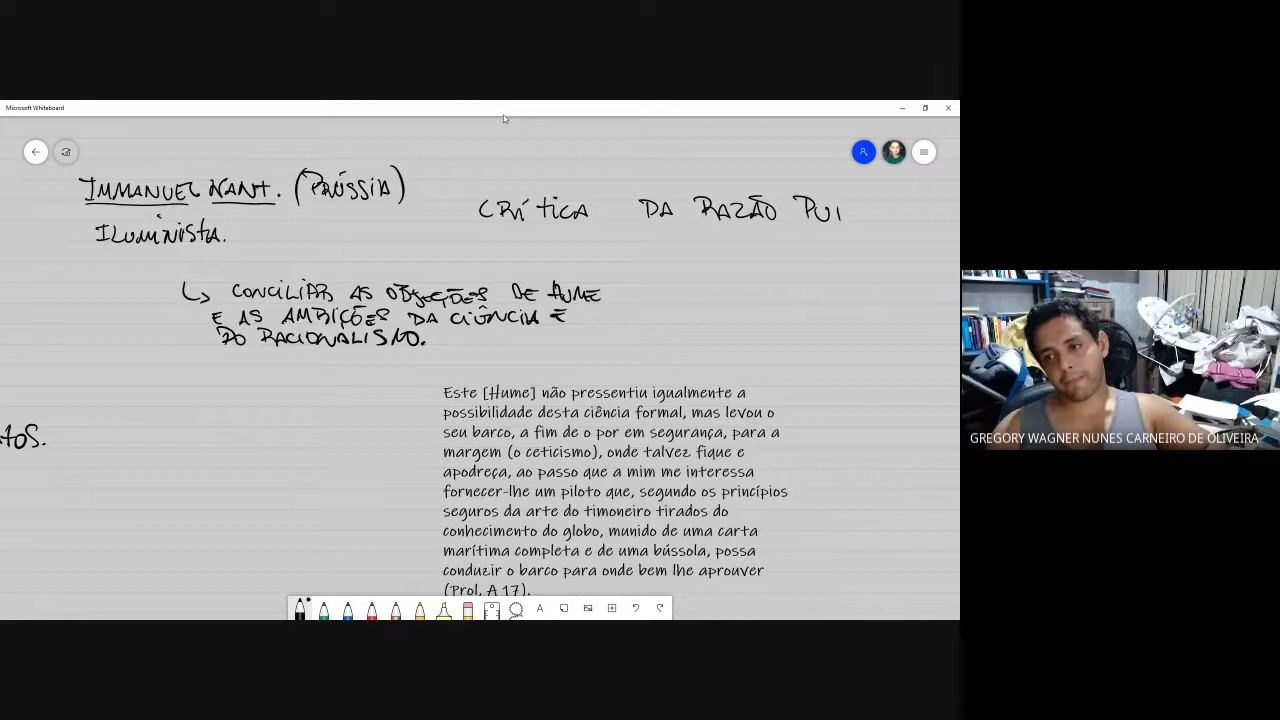 Microsoft Whiteboard
IMMANUEL KANT. (PRÚSSIA)
ILUMINISTA.
CRÍTICA DA RAZÃO PUI
↳ CONCILIAR AS OBJEÇÕES DE HUME
E AS AMBIÇÕES DA CIÊNCIA E
DO RACIONALISMO.
Este [Hume] não pressentiu igualmente a
possibilidade desta ciência formal, mas levou o
seu barco, a fim de o por em segurança, para a
margem (o ceticismo), onde talvez fique e
apodreça, ao passo que a mim me interessa
fornecer-lhe um piloto que, segundo os princípios
seguros da arte do timoneiro tirados do
conhecimento do globo, munido de uma carta
marítima completa e de uma bússola, possa
conduzir o barco para onde bem lhe aprouver
(Prol, A 17).
TOS.
A
GREGORY WAGNER NUNES CARNEIRO DE OLIVEIRA